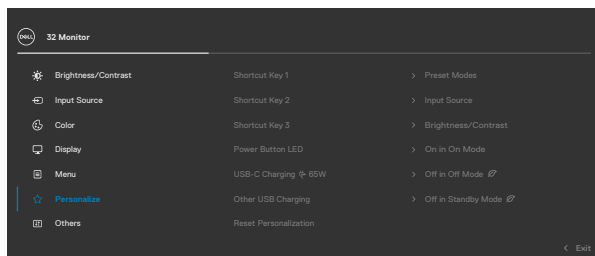 DELL 32 Monitor
Brightness/Contrast Shortcut Key 1 > Preset Modes
Input Source Shortcut Key 2 > Input Source
Color Shortcut Key 3 > Brightness/Contrast
Display Power Button LED > On in On Mode
Menu USB-C Charging 65W > Off in Off Mode
Personalize Other USB Charging > Off in Standby Mode
Others Reset Personalization
< Exit